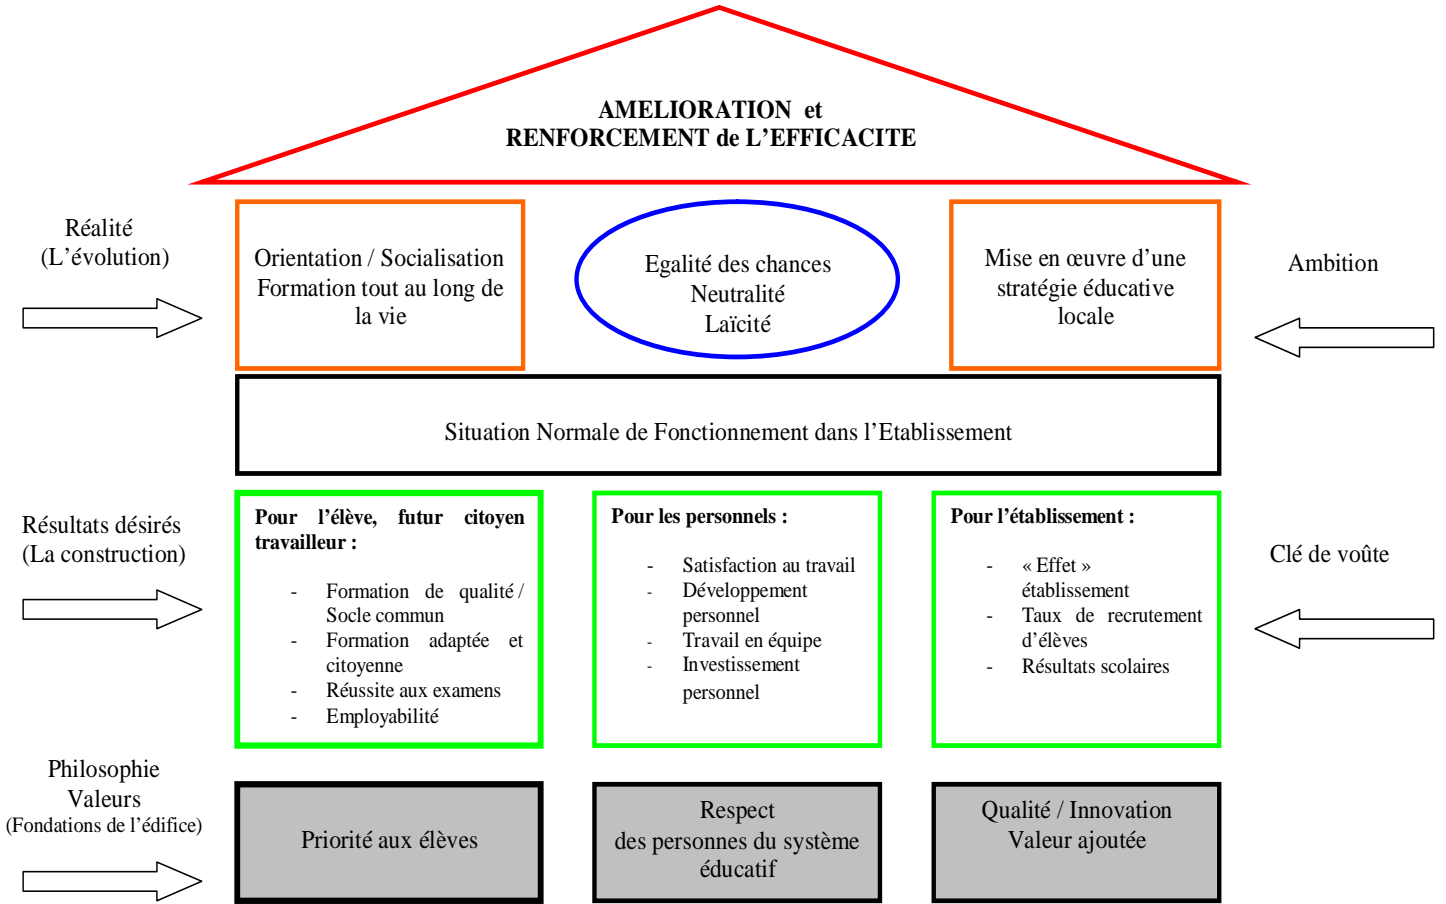 AMELIORATION et
RENFORCEMENT de L’EFFICACITE
Réalité
(L’évolution)
Orientation / Socialisation
Formation tout au long de
la vie
Egalité des chances
Neutralité
Laïcité
Mise en œuvre d’une
stratégie éducative
locale
Ambition
Situation Normale de Fonctionnement dans l’Etablissement
Résultats désirés
(La construction)
Pour l’élève, futur citoyen
travailleur :
- Formation de qualité /
Socle commun
- Formation adaptée et
citoyenne
- Réussite aux examens
- Employabilité
Pour les personnels :
- Satisfaction au travail
- Développement
personnel
- Travail en équipe
- Investissement
personnel
Pour l’établissement :
- « Effet »
établissement
- Taux de recrutement
d’élèves
- Résultats scolaires
Clé de voûte
Philosophie
Valeurs
(Fondations de l’édifice)
Priorité aux élèves
Respect
des personnes du système
éducatif
Qualité / Innovation
Valeur ajoutée